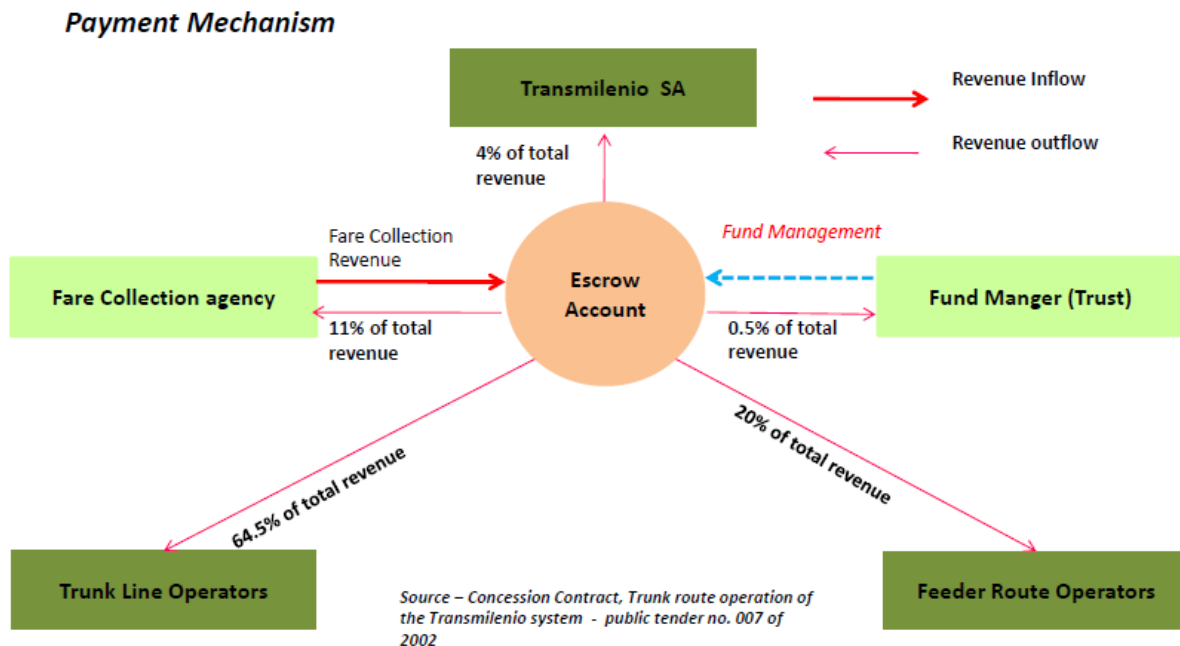 Payment Mechanism
Transmilenio SA
Revenue Inflow
Revenue outflow
4% of total
revenue
Fare Collection
Revenue
Fund Management
Fare Collection agency
Escrow
Account
Fund Manger (Trust)
11% of total
revenue
0.5% of total
revenue
64.5% of total revenue
20% of total revenue
Trunk Line Operators
Feeder Route Operators
Source – Concession Contract, Trunk route operation of
the Transmilenio system - public tender no. 007 of
2002